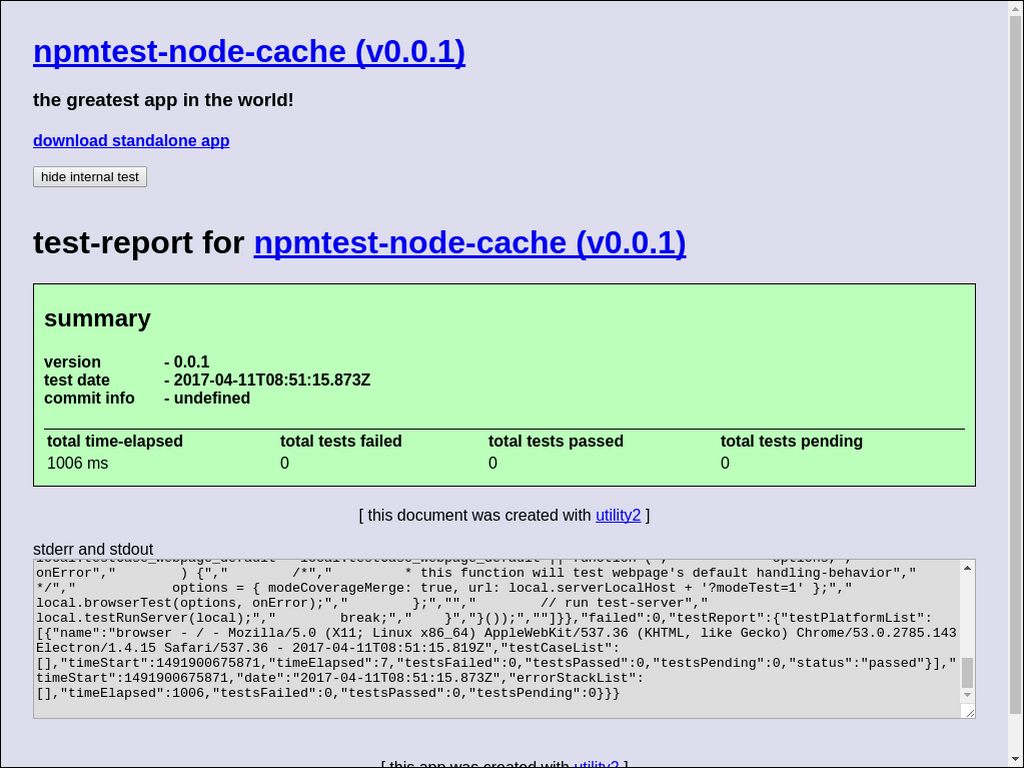 npmtest-node-cache (v0.0.1)
the greatest app in the world!
download standalone app
hide internal test
test-report for npmtest-node-cache (v0.0.1)
summary
version - 0.0.1
test date - 2017-04-11T08:51:15.873Z
commit info - undefined
total time-elapsed total tests failed total tests passed total tests pending
1006 ms 0 0 0
[ this document was created with utility2 ]
stderr and stdout
onError"," ) {"," /*"," * this function will test webpage's default handling-behavior","
*/"," options = { modeCoverageMerge: true, url: local.serverLocalHost + '?modeTest=1' };","
local.browserTest(options, onError);"," };",""," // run test-server","
local.testRunServer(local);"," break;"," }","}());",""]}},"failed":0,"testReport":{"testPlatformList":
[{"name":"browser - / - Mozilla/5.0 (X11; Linux x86_64) AppleWebKit/537.36 (KHTML, like Gecko) Chrome/53.0.2785.143
Electron/1.4.15 Safari/537.36 - 2017-04-11T08:51:15.819Z","testCaseList":
[],"timeStart":1491900675871,"timeElapsed":7,"testsFailed":0,"testsPassed":0,"testsPending":0,"status":"passed"}],"
timeStart":1491900675871,"date":"2017-04-11T08:51:15.873Z","errorStackList":
[],"timeElapsed":1006,"testsFailed":0,"testsPassed":0,"testsPending":0}}}
[ this app was created with utility2 ]